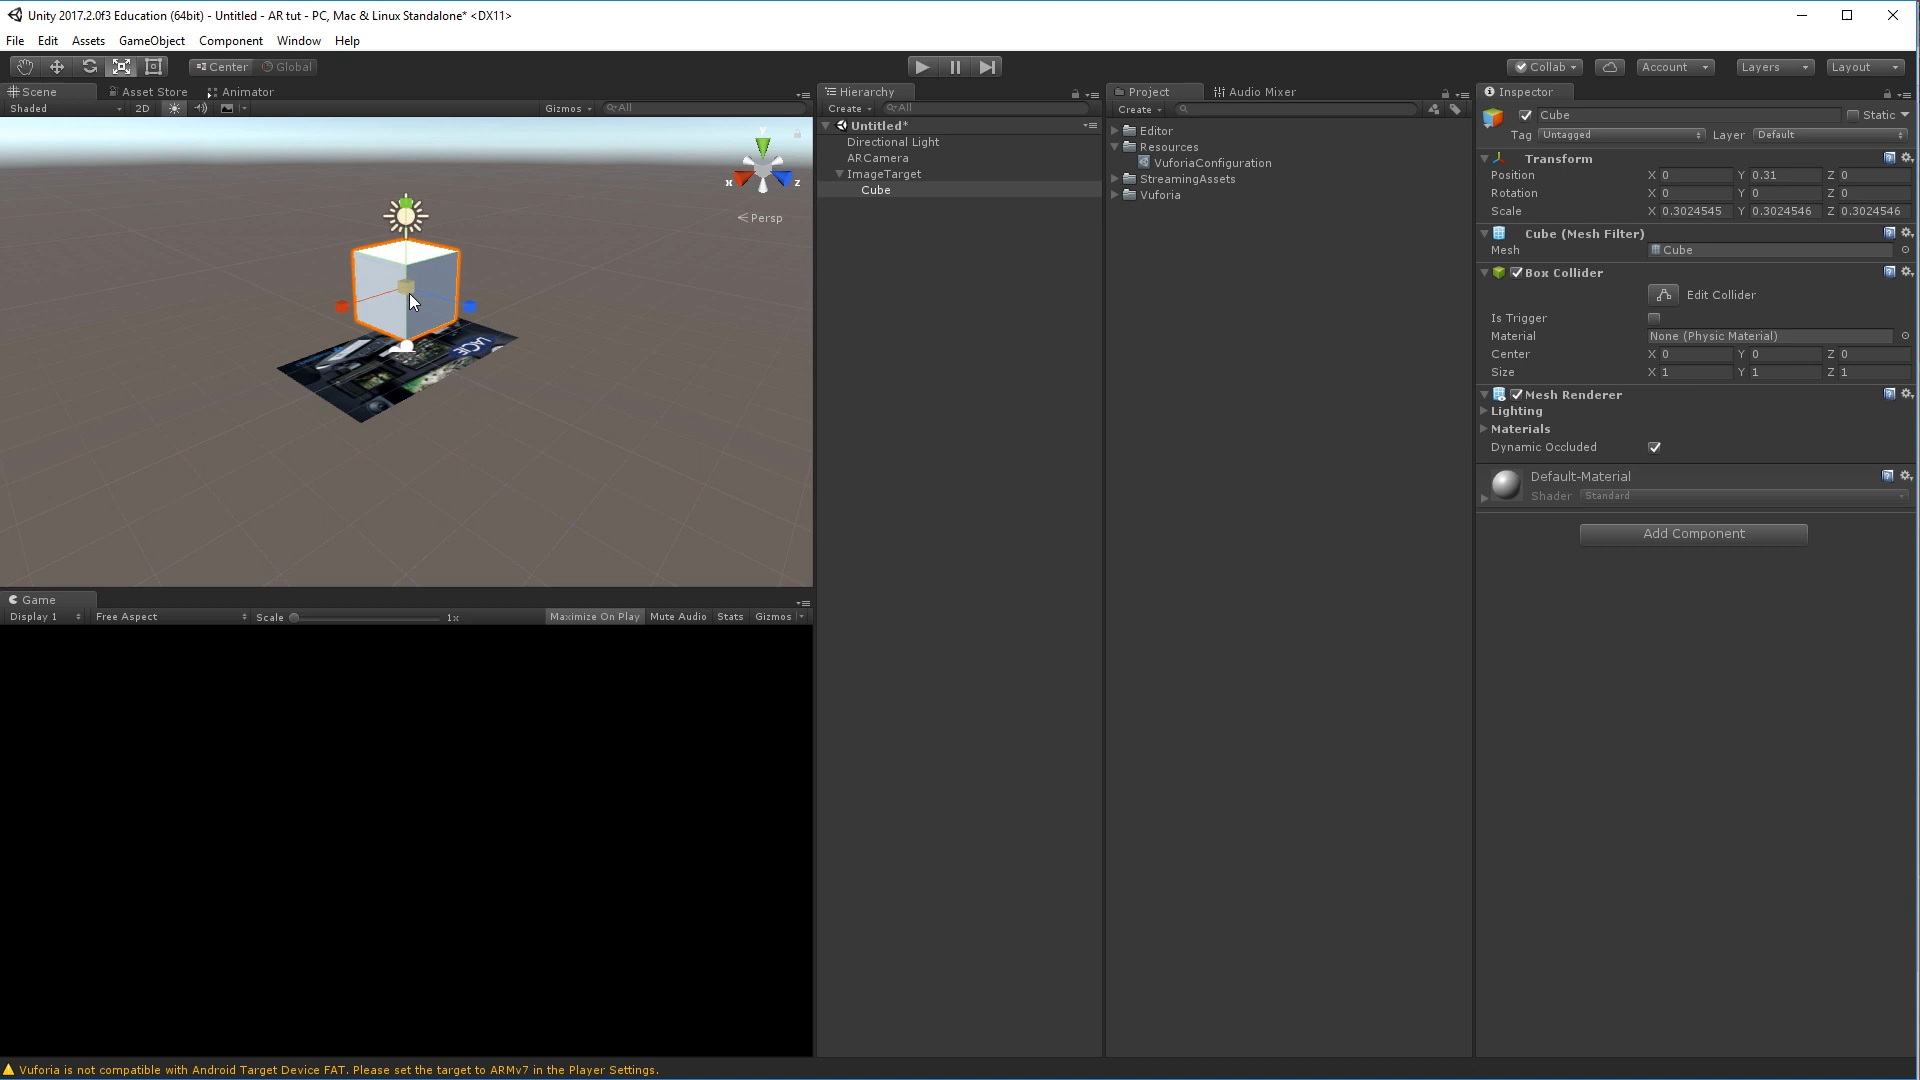 Unity 2017.2.0f3 Education (64bit) - Untitled - AR tut - PC, Mac & Linux Standalone* <DX11>
File Edit Assets GameObject Component Window Help
Center Global
Collab Account Layers Layout
Scene Asset Store Animator
Shaded 2D Gizmos All
y
x z
Persp
Hierarchy
Create All
Untitled*
Directional Light
ARCamera
ImageTarget
Cube
Project Audio Mixer
Create
Editor
Resources
VuforiaConfiguration
StreamingAssets
Vuforia
Inspector
Cube Static
Tag Untagged Layer Default
Transform
Position X 0 Y 0.31 Z 0
Rotation X 0 Y 0 Z 0
Scale X 0.3024545 Y 0.3024546 Z 0.3024546
Cube (Mesh Filter)
Mesh Cube
Box Collider
Edit Collider
Is Trigger
Material None (Physic Material)
Center X 0 Y 0 Z 0
Size X 1 Y 1 Z 1
Mesh Renderer
Lighting
Materials
Dynamic Occluded
Default-Material
Shader Standard
Add Component
Game
Display 1 Free Aspect Scale 1x Maximize On Play Mute Audio Stats Gizmos
Vuforia is not compatible with Android Target Device FAT. Please set the target to ARMv7 in the Player Settings.